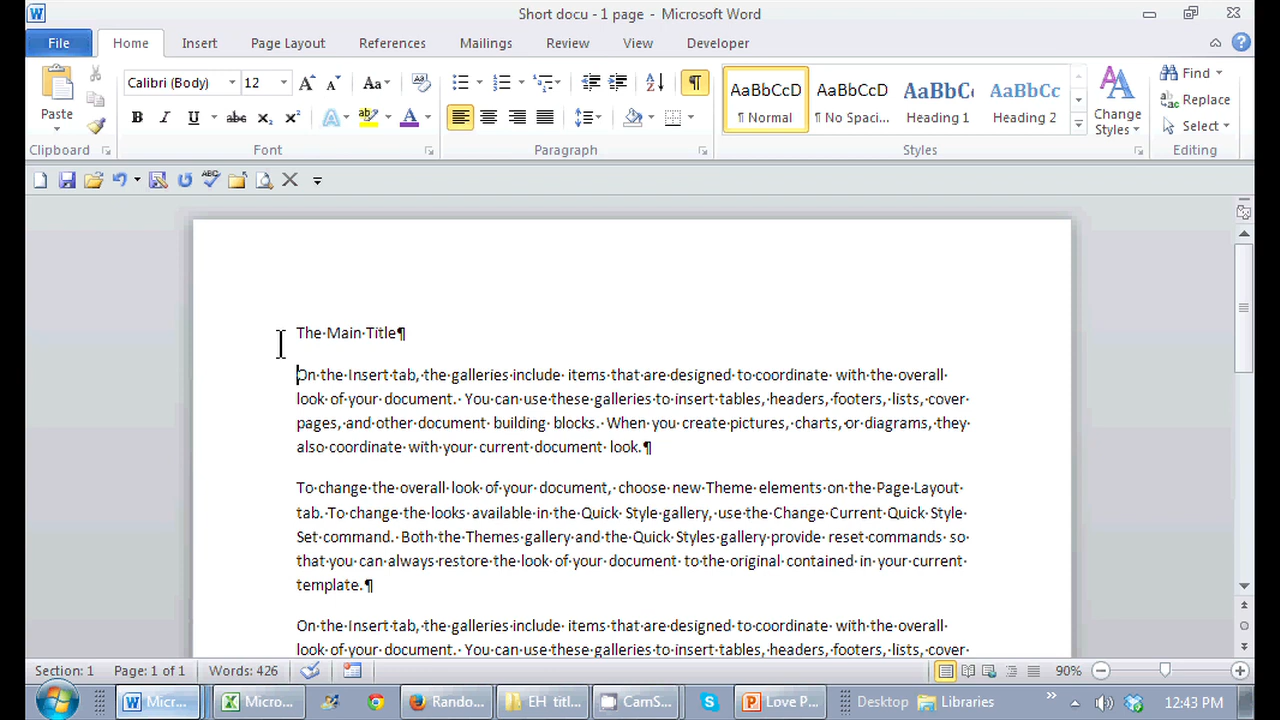 Short docu - 1 page - Microsoft Word
File Home Insert Page Layout References Mailings Review View Developer
Calibri (Body) 12
AaBbCcD AaBbCcD AaBbC AaBbCc
¶ Normal ¶ No Spaci... Heading 1 Heading 2
Paste
Change Styles
Find
Replace
Select
Clipboard Font Paragraph Styles Editing
The·Main·Title¶
On·the·Insert·tab,·the·galleries·include·items·that·are·designed·to·coordinate·with·the·overall·
look·of·your·document.·You·can·use·these·galleries·to·insert·tables,·headers,·footers,·lists,·cover·
pages,·and·other·document·building·blocks.·When·you·create·pictures,·charts,·or·diagrams,·they·
also·coordinate·with·your·current·document·look.¶
To·change·the·overall·look·of·your·document,·choose·new·Theme·elements·on·the·Page·Layout·
tab.·To·change·the·looks·available·in·the·Quick·Style·gallery,·use·the·Change·Current·Quick·Style·
Set·command.·Both·the·Themes·gallery·and·the·Quick·Styles·gallery·provide·reset·commands·so·
that·you·can·always·restore·the·look·of·your·document·to·the·original·contained·in·your·current·
template.¶
On·the·Insert·tab,·the·galleries·include·items·that·are·designed·to·coordinate·with·the·overall·
look·of·your·document.·You·can·use·these·galleries·to·insert·tables,·headers,·footers,·lists,·cover·
Section: 1 Page: 1 of 1 Words: 426 90%
Micr... Micro... Rando... EH titl... CamS... Love P... Desktop Libraries 12:43 PM